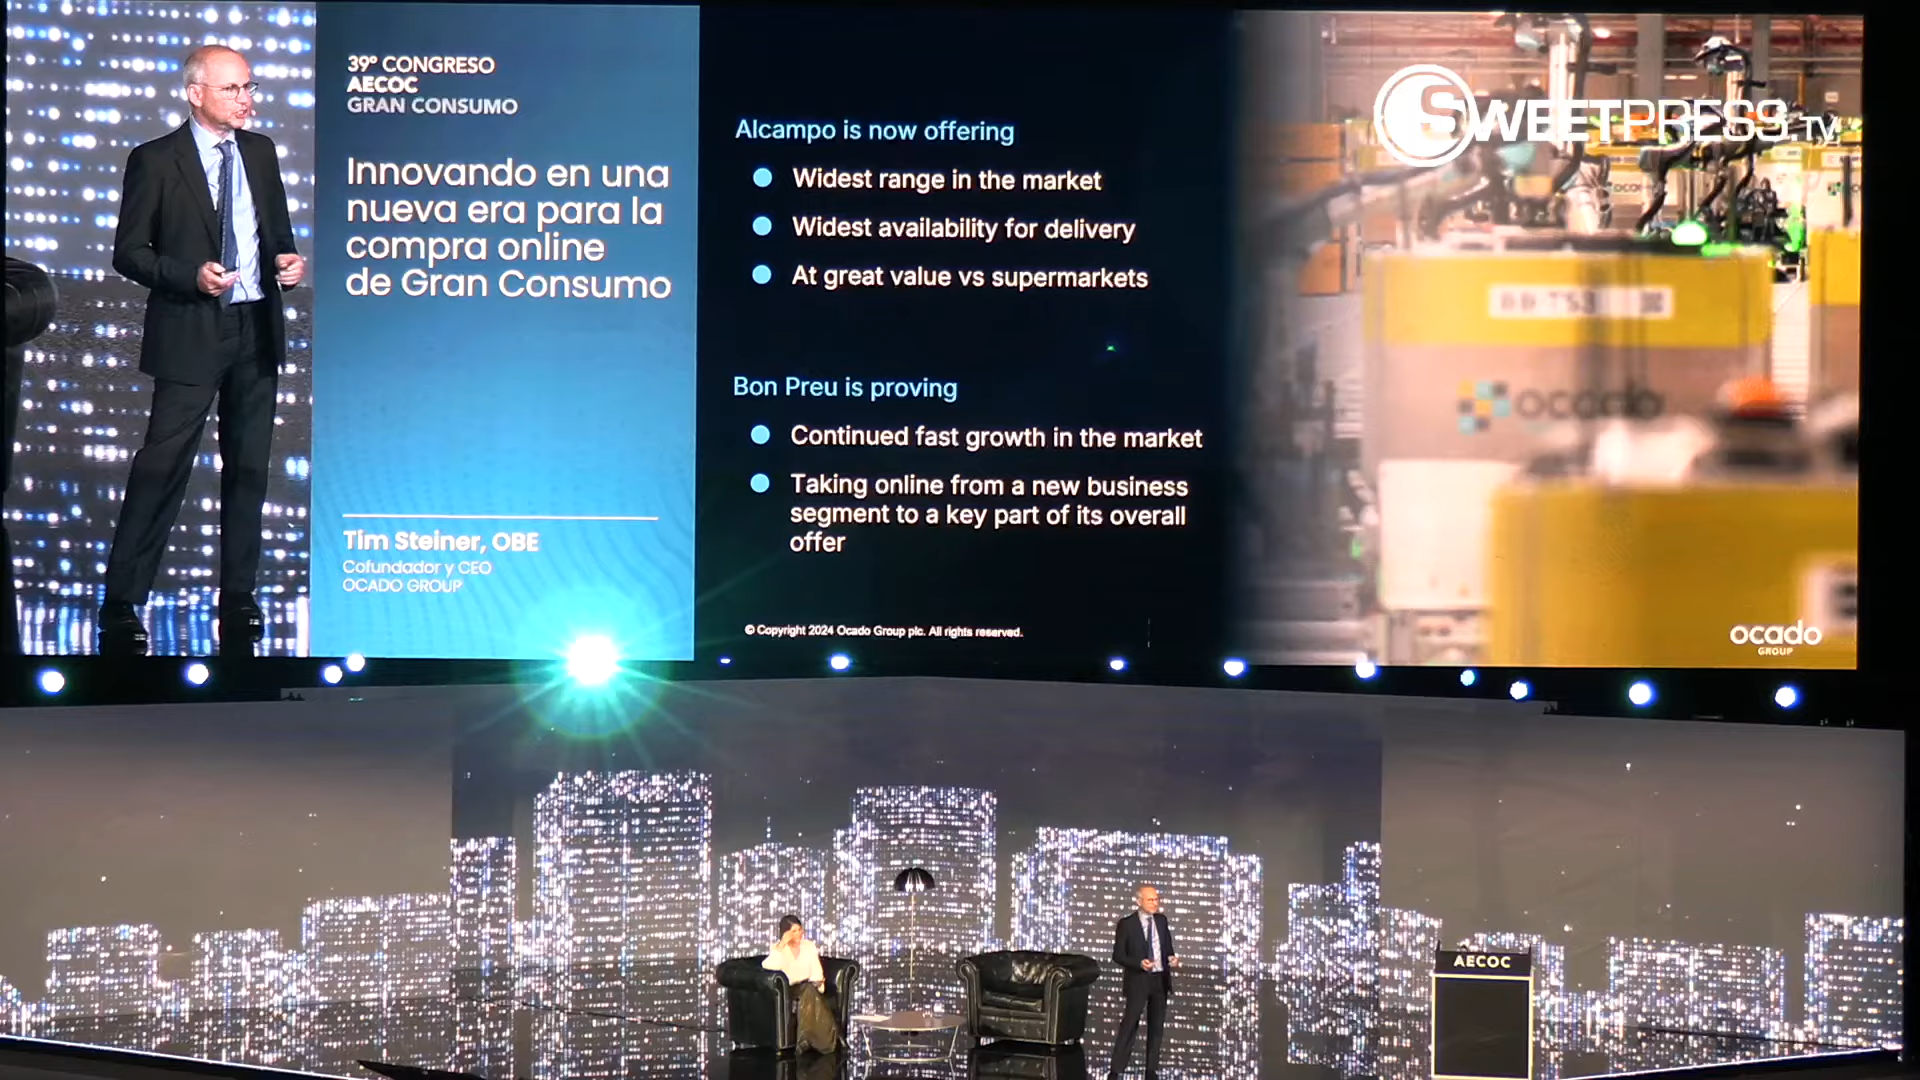 39º CONGRESO
AECOC
GRAN CONSUMO
Innovando en una
nueva era para la
compra online
de Gran Consumo
Tim Steiner, OBE
Cofundador y CEO
OCADO GROUP
Alcampo is now offering
Widest range in the market
Widest availability for delivery
At great value vs supermarkets
Bon Preu is proving
Continued fast growth in the market
Taking online from a new business
segment to a key part of its overall
offer
© Copyright 2024 Ocado Group plc. All rights reserved.
SWEETPRESS.TV
ocado
ocado
GROUP
AECOC